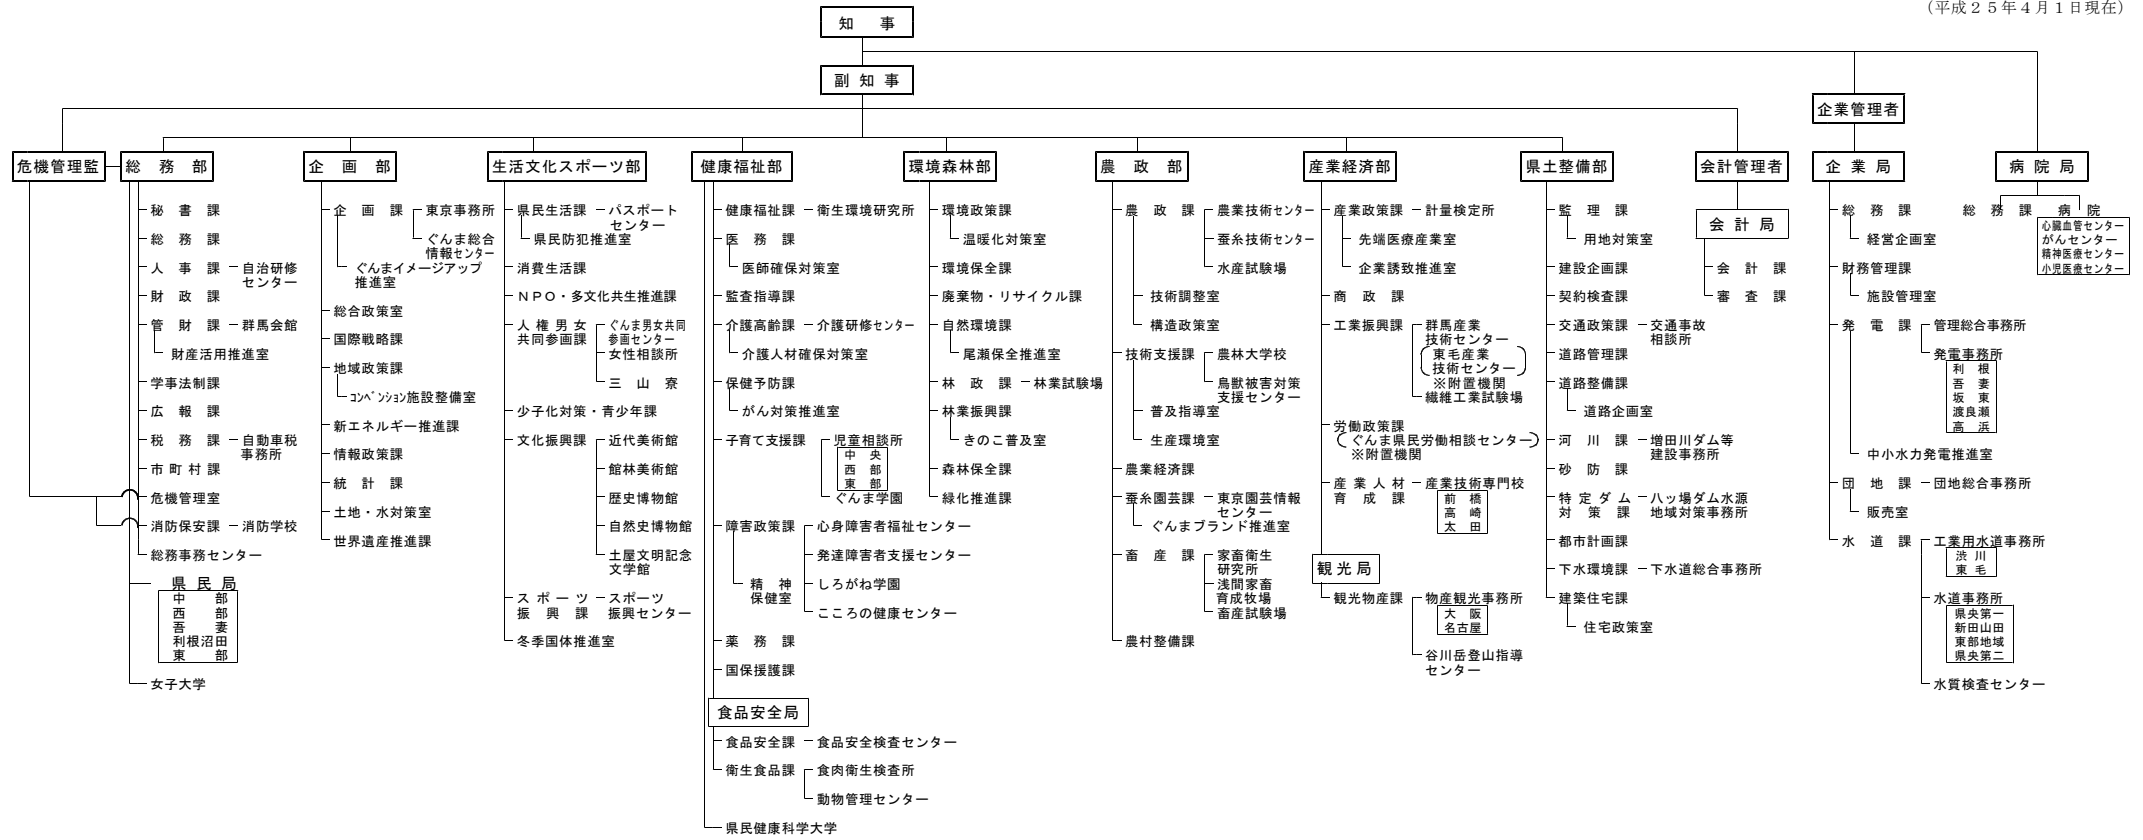 （平成２５年４月１日現在）
知　事
副知事
企業管理者
危機管理監
総務部
秘書課
総務課
人事課
自治研修
センター
財政課
管財課
群馬会館
財産活用推進室
学事法制課
広報課
税務課
自動車税
事務所
市町村課
危機管理室
消防保安課
消防学校
総務事務センター
県民局
中部
西部
吾妻
利根沼田
東部
女子大学
企画部
企画課
東京事務所
ぐんま総合
情報センター
ぐんまイメージアップ
推進室
総合政策室
国際戦略課
地域政策課
ｺﾝﾍﾞﾝｼｮﾝ施設整備室
新エネルギー推進課
情報政策課
統計課
土地・水対策室
世界遺産推進課
生活文化スポーツ部
県民生活課
パスポート
センター
県民防犯推進室
消費生活課
ＮＰＯ・多文化共生推進課
人権男女
共同参画課
ぐんま男女共同
参画センター
女性相談所
三山寮
少子化対策・青少年課
文化振興課
近代美術館
館林美術館
歴史博物館
自然史博物館
土屋文明記念
文学館
スポーツ
振興課
スポーツ
振興センター
冬季国体推進室
健康福祉部
健康福祉課
衛生環境研究所
医務課
医師確保対策室
監査指導課
介護高齢課
介護研修センター
介護人材確保対策室
保健予防課
がん対策推進室
子育て支援課
児童相談所
中央
西部
東部
ぐんま学園
障害政策課
心身障害者福祉センター
発達障害者支援センター
精神
保健室
しろがね学園
こころの健康センター
薬務課
国保援護課
食品安全局
食品安全課
食品安全検査センター
衛生食品課
食肉衛生検査所
動物管理センター
県民健康科学大学
環境森林部
環境政策課
温暖化対策室
環境保全課
廃棄物・リサイクル課
自然環境課
尾瀬保全推進室
林政課
林業試験場
林業振興課
きのこ普及室
森林保全課
緑化推進課
農政部
農政課
農業技術センター
蚕糸技術センター
水産試験場
技術調整室
構造政策室
技術支援課
農林大学校
鳥獣被害対策
支援センター
普及指導室
生産環境室
農業経済課
蚕糸園芸課
東京園芸情報
センター
ぐんまブランド推進室
畜産課
家畜衛生
研究所
浅間家畜
育成牧場
畜産試験場
農村整備課
産業経済部
産業政策課
計量検定所
先端医療産業室
企業誘致推進室
商政課
工業振興課
群馬産業
技術センター
東毛産業
技術センター
※附置機関
繊維工業試験場
労働政策課
ぐんま県民労働相談センター
※附置機関
産業人材
育成課
産業技術専門校
前橋
高崎
太田
観光局
観光物産課
物産観光事務所
大阪
名古屋
谷川岳登山指導
センター
県土整備部
監理課
用地対策室
建設企画課
契約検査課
交通政策課
交通事故
相談所
道路管理課
道路整備課
道路企画室
河川課
増田川ダム等
建設事務所
砂防課
特定ダム
対策課
八ッ場ダム水源
地域対策事務所
都市計画課
下水環境課
下水道総合事務所
建築住宅課
住宅政策室
会計管理者
会計局
会計課
審査課
企業局
総務課
経営企画室
財務管理課
施設管理室
発電課
管理総合事務所
発電事務所
利根
吾妻
坂東
渡良瀬
高浜
中小水力発電推進室
団地課
団地総合事務所
販売室
水道課
工業用水道事務所
渋川
東毛
水道事務所
県央第一
新田山田
東部地域
県央第二
水質検査センター
病院局
総務課
病院
心臓血管センター
がんセンター
精神医療センター
小児医療センター